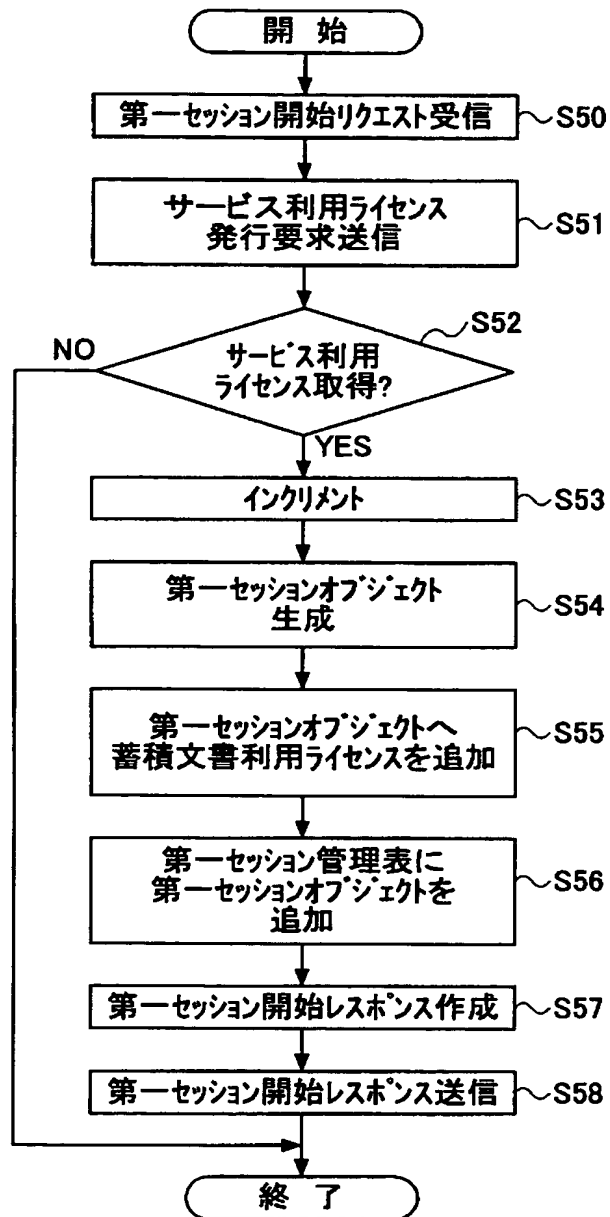 開 始
第一セッション開始リクエスト受信
S50
サービス利用ライセンス
発行要求送信
S51
S52
NO
サービス利用
ライセンス取得?
YES
インクリメント
S53
第一セッションオブジェクト
生成
S54
第一セッションオブジェクトへ
蓄積文書利用ライセンスを追加
S55
第一セッション管理表に
第一セッションオブジェクトを
追加
S56
第一セッション開始レスポンス作成
S57
第一セッション開始レスポンス送信
S58
終 了